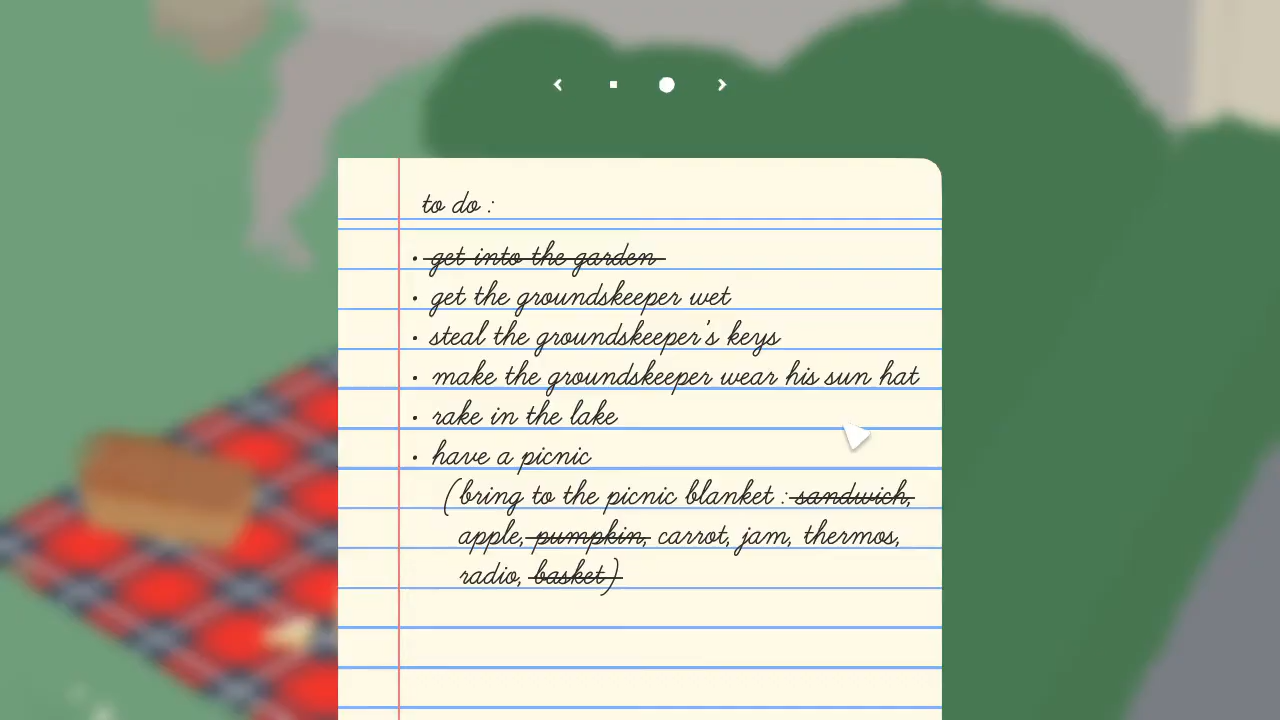 to do :
• get into the garden
• get the groundskeeper wet
• steal the groundskeeper's keys
• make the groundskeeper wear his sun hat
• rake in the lake
• have a picnic
(bring to the picnic blanket : sandwich,
apple, pumpkin, carrot, jam, thermos,
radio, basket)